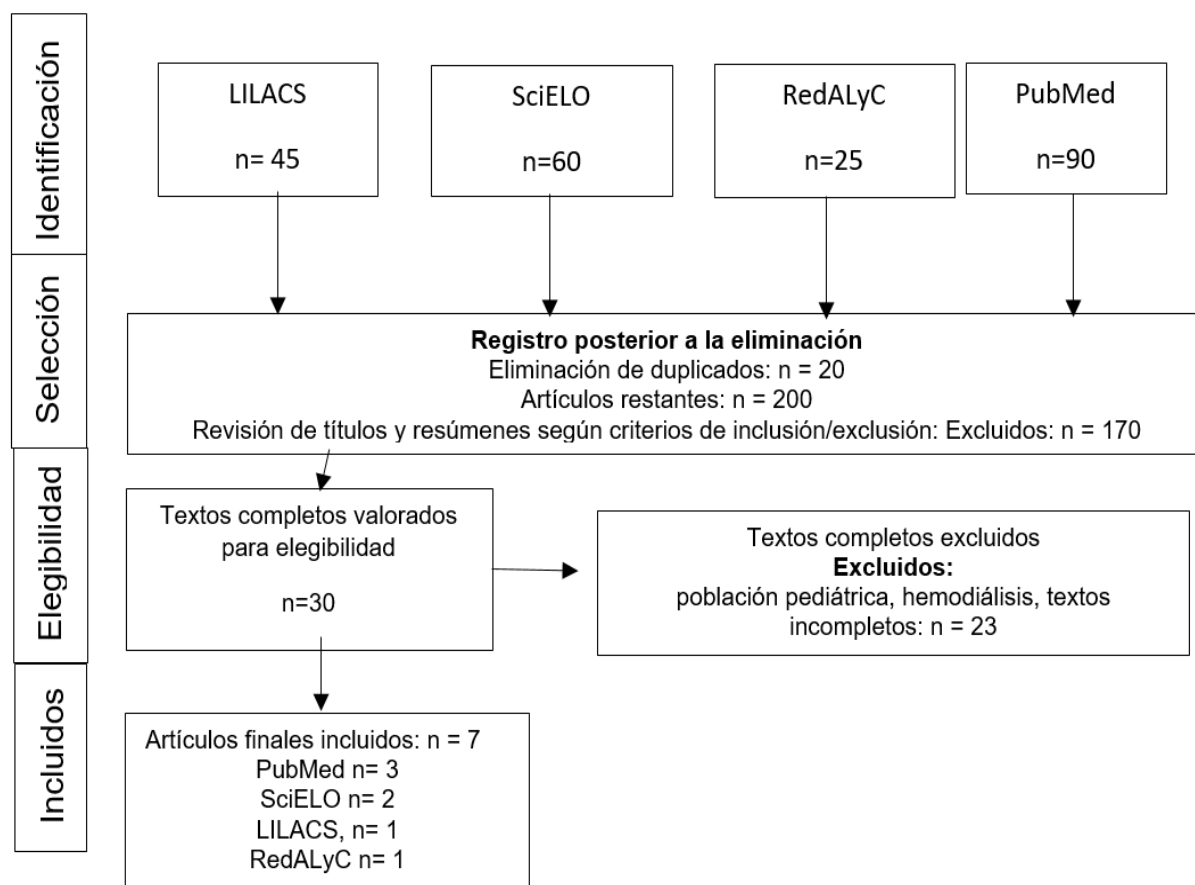 Identificación
LILACS
n= 45
SciELO
n=60
RedALyC
n=25
PubMed
n=90
Selección
Registro posterior a la eliminación
Eliminación de duplicados: n = 20
Artículos restantes: n = 200
Revisión de títulos y resúmenes según criterios de inclusión/exclusión: Excluidos: n = 170
Elegibilidad
Textos completos valorados
para elegibilidad
n=30
Textos completos excluidos
Excluidos:
población pediátrica, hemodiálisis, textos
incompletos: n = 23
Incluidos
Artículos finales incluidos: n = 7
PubMed n= 3
SciELO n= 2
LILACS, n= 1
RedALyC n= 1